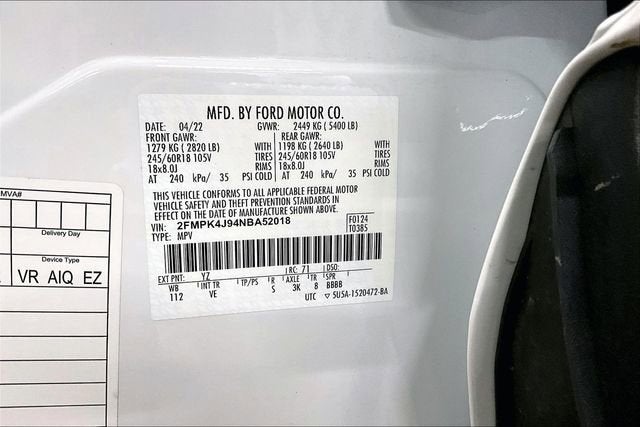 MFD. BY FORD MOTOR CO.
DATE: 04/22 GVWR: 2449 KG ( 5400 LB)
FRONT GAWR: REAR GAWR:
1279 KG ( 2820 LB) WITH 1198 KG ( 2640 LB) WITH
245/60R18 105V TIRES 245/60R18 105V TIRES
18x8.0J RIMS 18x8.0J RIMS
AT 240 kPa/ 35 PSI COLD AT 240 kPa/ 35 PSI COLD
THIS VEHICLE CONFORMS TO ALL APPLICABLE FEDERAL MOTOR
VEHICLE SAFETY AND THEFT PREVENTION STANDARDS IN
EFFECT ON THE DATE OF MANUFACTURE SHOWN ABOVE.
VIN: 2FMPK4J94NBA52018 F0124
TYPE: MPV T0385
EXT PNT: YZ RC: 71 DSO:
WB INT TR TP/PS R AXLE TR SPR
112 VE S 3K 8 BBBB
UTC ▽ 5U5A-1520472-BA
MVA#
Delivery Day
Device Type
VR AIQ EZ